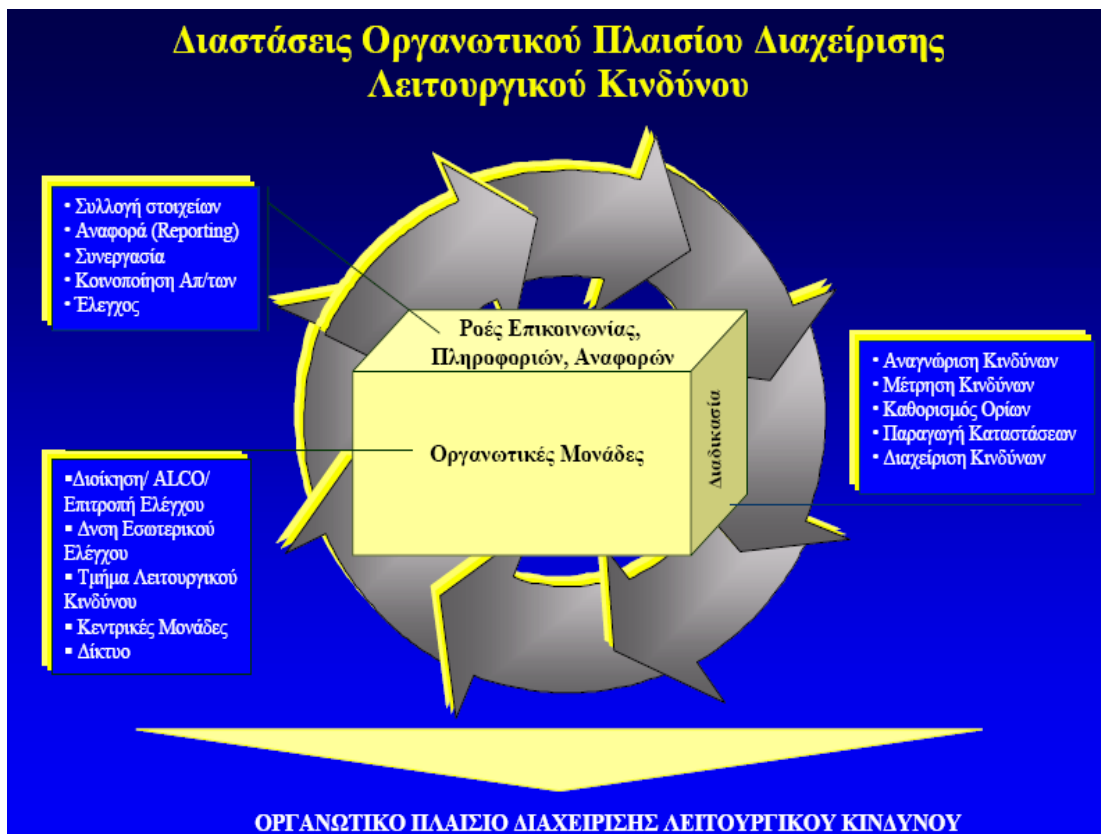 Διαστάσεις Οργανωτικού Πλαισίου Διαχείρισης
Λειτουργικού Κινδύνου
• Συλλογή στοιχείων
• Αναφορά (Reporting)
• Συνεργασία
• Κοινοποίηση Απ/των
• Έλεγχος
Ροές Επικοινωνίας,
Πληροφοριών, Αναφορών
Οργανωτικές Μονάδες
Διαδικασία
• Αναγνώριση Κινδύνων
• Μέτρηση Κινδύνων
• Καθορισμός Ορίων
• Παραγωγή Καταστάσεων
• Διαχείριση Κινδύνων
▪Διοίκηση/ ALCO/
Επιτροπή Ελέγχου
▪ Δνση Εσωτερικού
Ελέγχου
▪ Τμήμα Λειτουργικού
Κινδύνου
▪ Κεντρικές Μονάδες
▪ Δίκτυο
ΟΡΓΑΝΩΤΙΚΟ ΠΛΑΙΣΙΟ ΔΙΑΧΕΙΡΙΣΗΣ ΛΕΙΤΟΥΡΓΙΚΟΥ ΚΙΝΔΥΝΟΥ